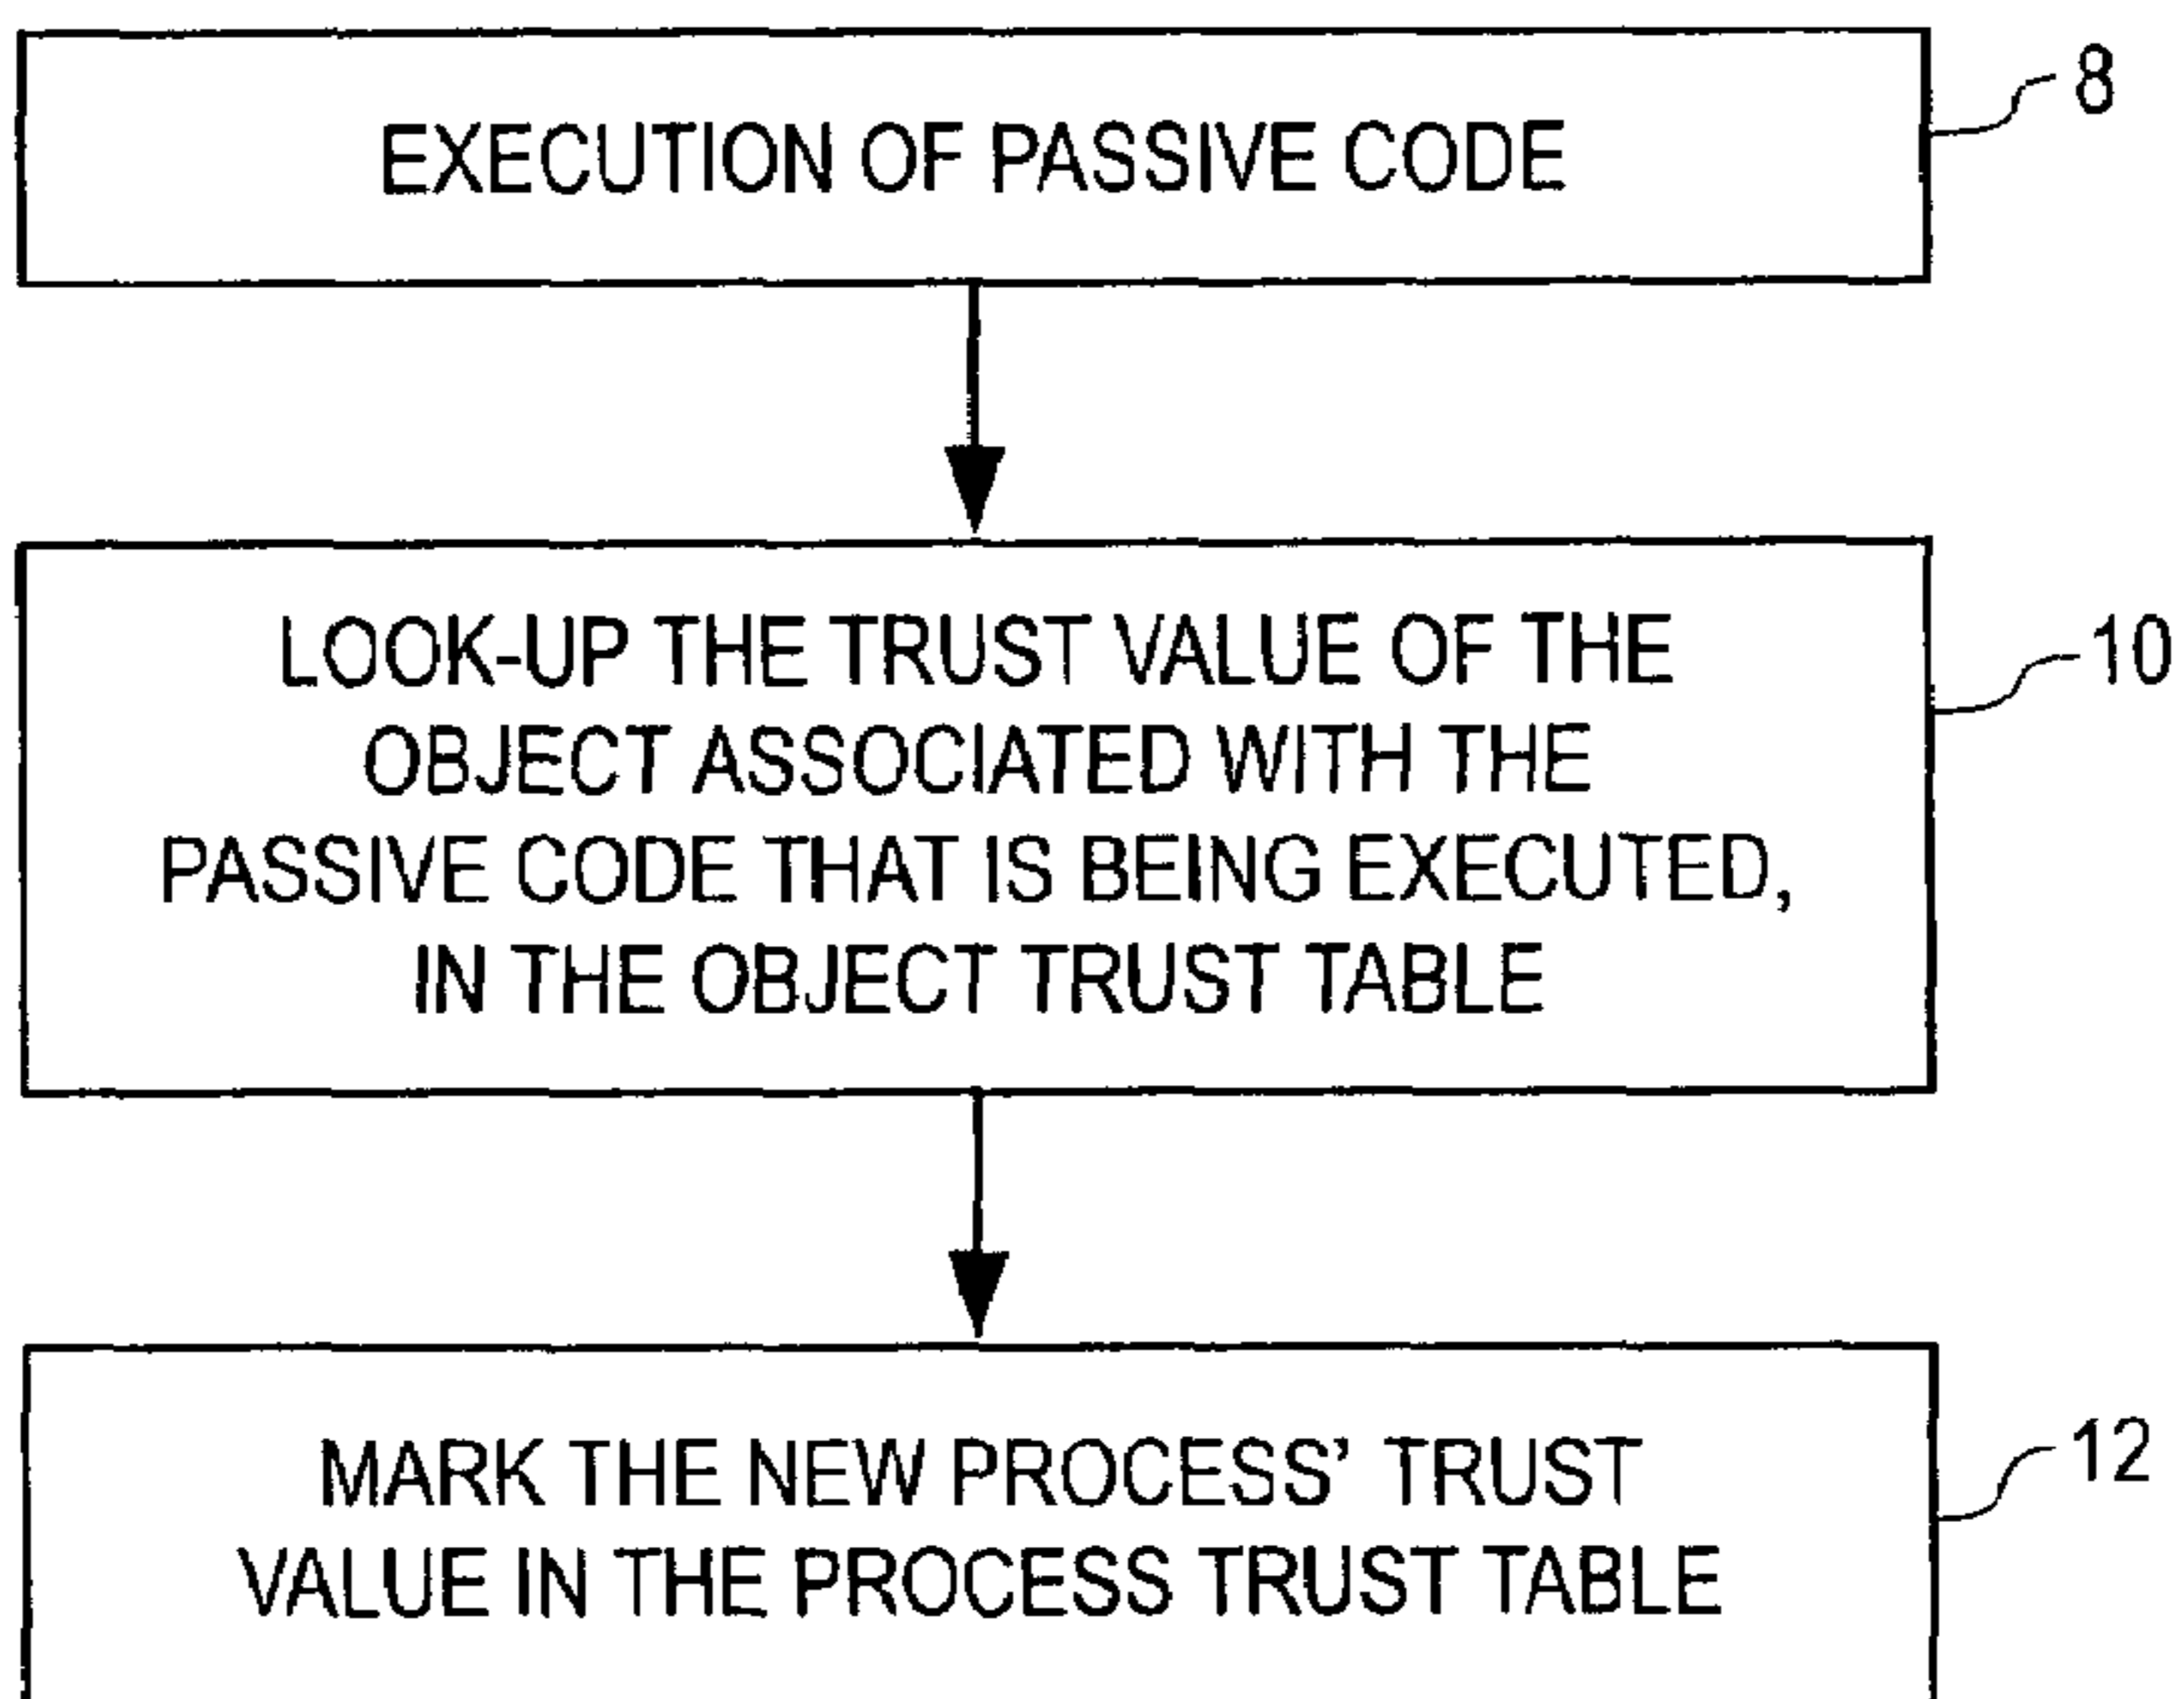 EXECUTION OF PASSIVE CODE
8
LOOK-UP THE TRUST VALUE OF THE
OBJECT ASSOCIATED WITH THE
PASSIVE CODE THAT IS BEING EXECUTED,
IN THE OBJECT TRUST TABLE
10
MARK THE NEW PROCESS’ TRUST
VALUE IN THE PROCESS TRUST TABLE
12